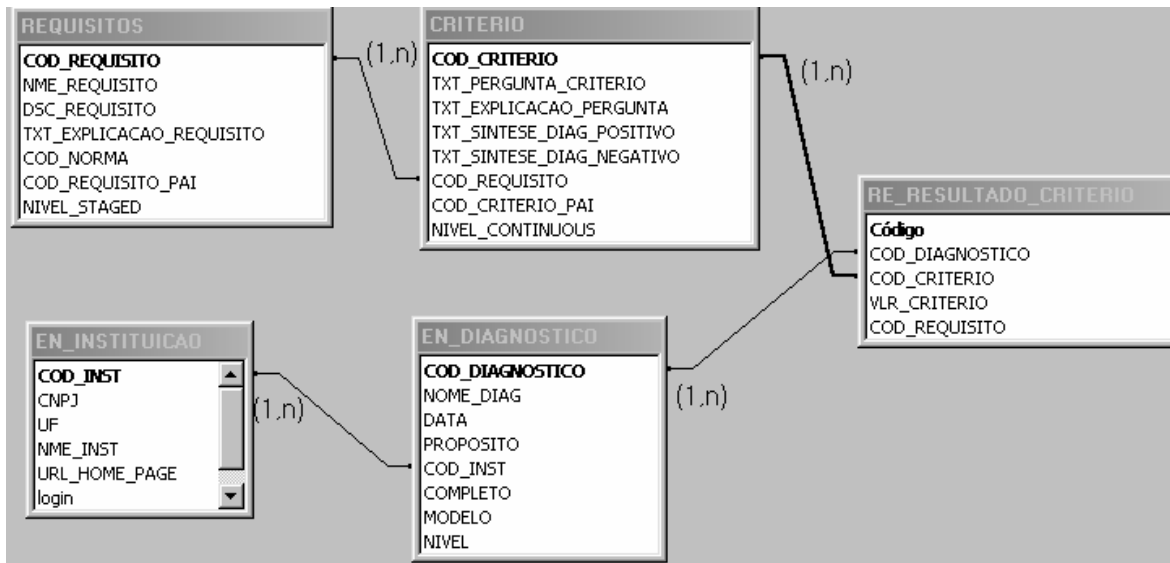 REQUISITOS
COD_REQUISITO
NME_REQUISITO
DSC_REQUISITO
TXT_EXPLICACAO_REQUISITO
COD_NORMA
COD_REQUISITO_PAI
NIVEL_STAGED
(1,n)
CRITERIO
COD_CRITERIO
TXT_PERGUNTA_CRITERIO
TXT_EXPLICACAO_PERGUNTA
TXT_SINTESE_DIAG_POSITIVO
TXT_SINTESE_DIAG_NEGATIVO
COD_REQUISITO
COD_CRITERIO_PAI
NIVEL_CONTINUOUS
(1,n)
RE_RESULTADO_CRITERIO
Código
COD_DIAGNOSTICO
COD_CRITERIO
VLR_CRITERIO
COD_REQUISITO
EN_INSTITUICAO
COD_INST
CNPJ
UF
NME_INST
URL_HOME_PAGE
login
(1,n)
EN_DIAGNOSTICO
COD_DIAGNOSTICO
NOME_DIAG
DATA
PROPOSITO
COD_INST
COMPLETO
MODELO
NIVEL
(1,n)